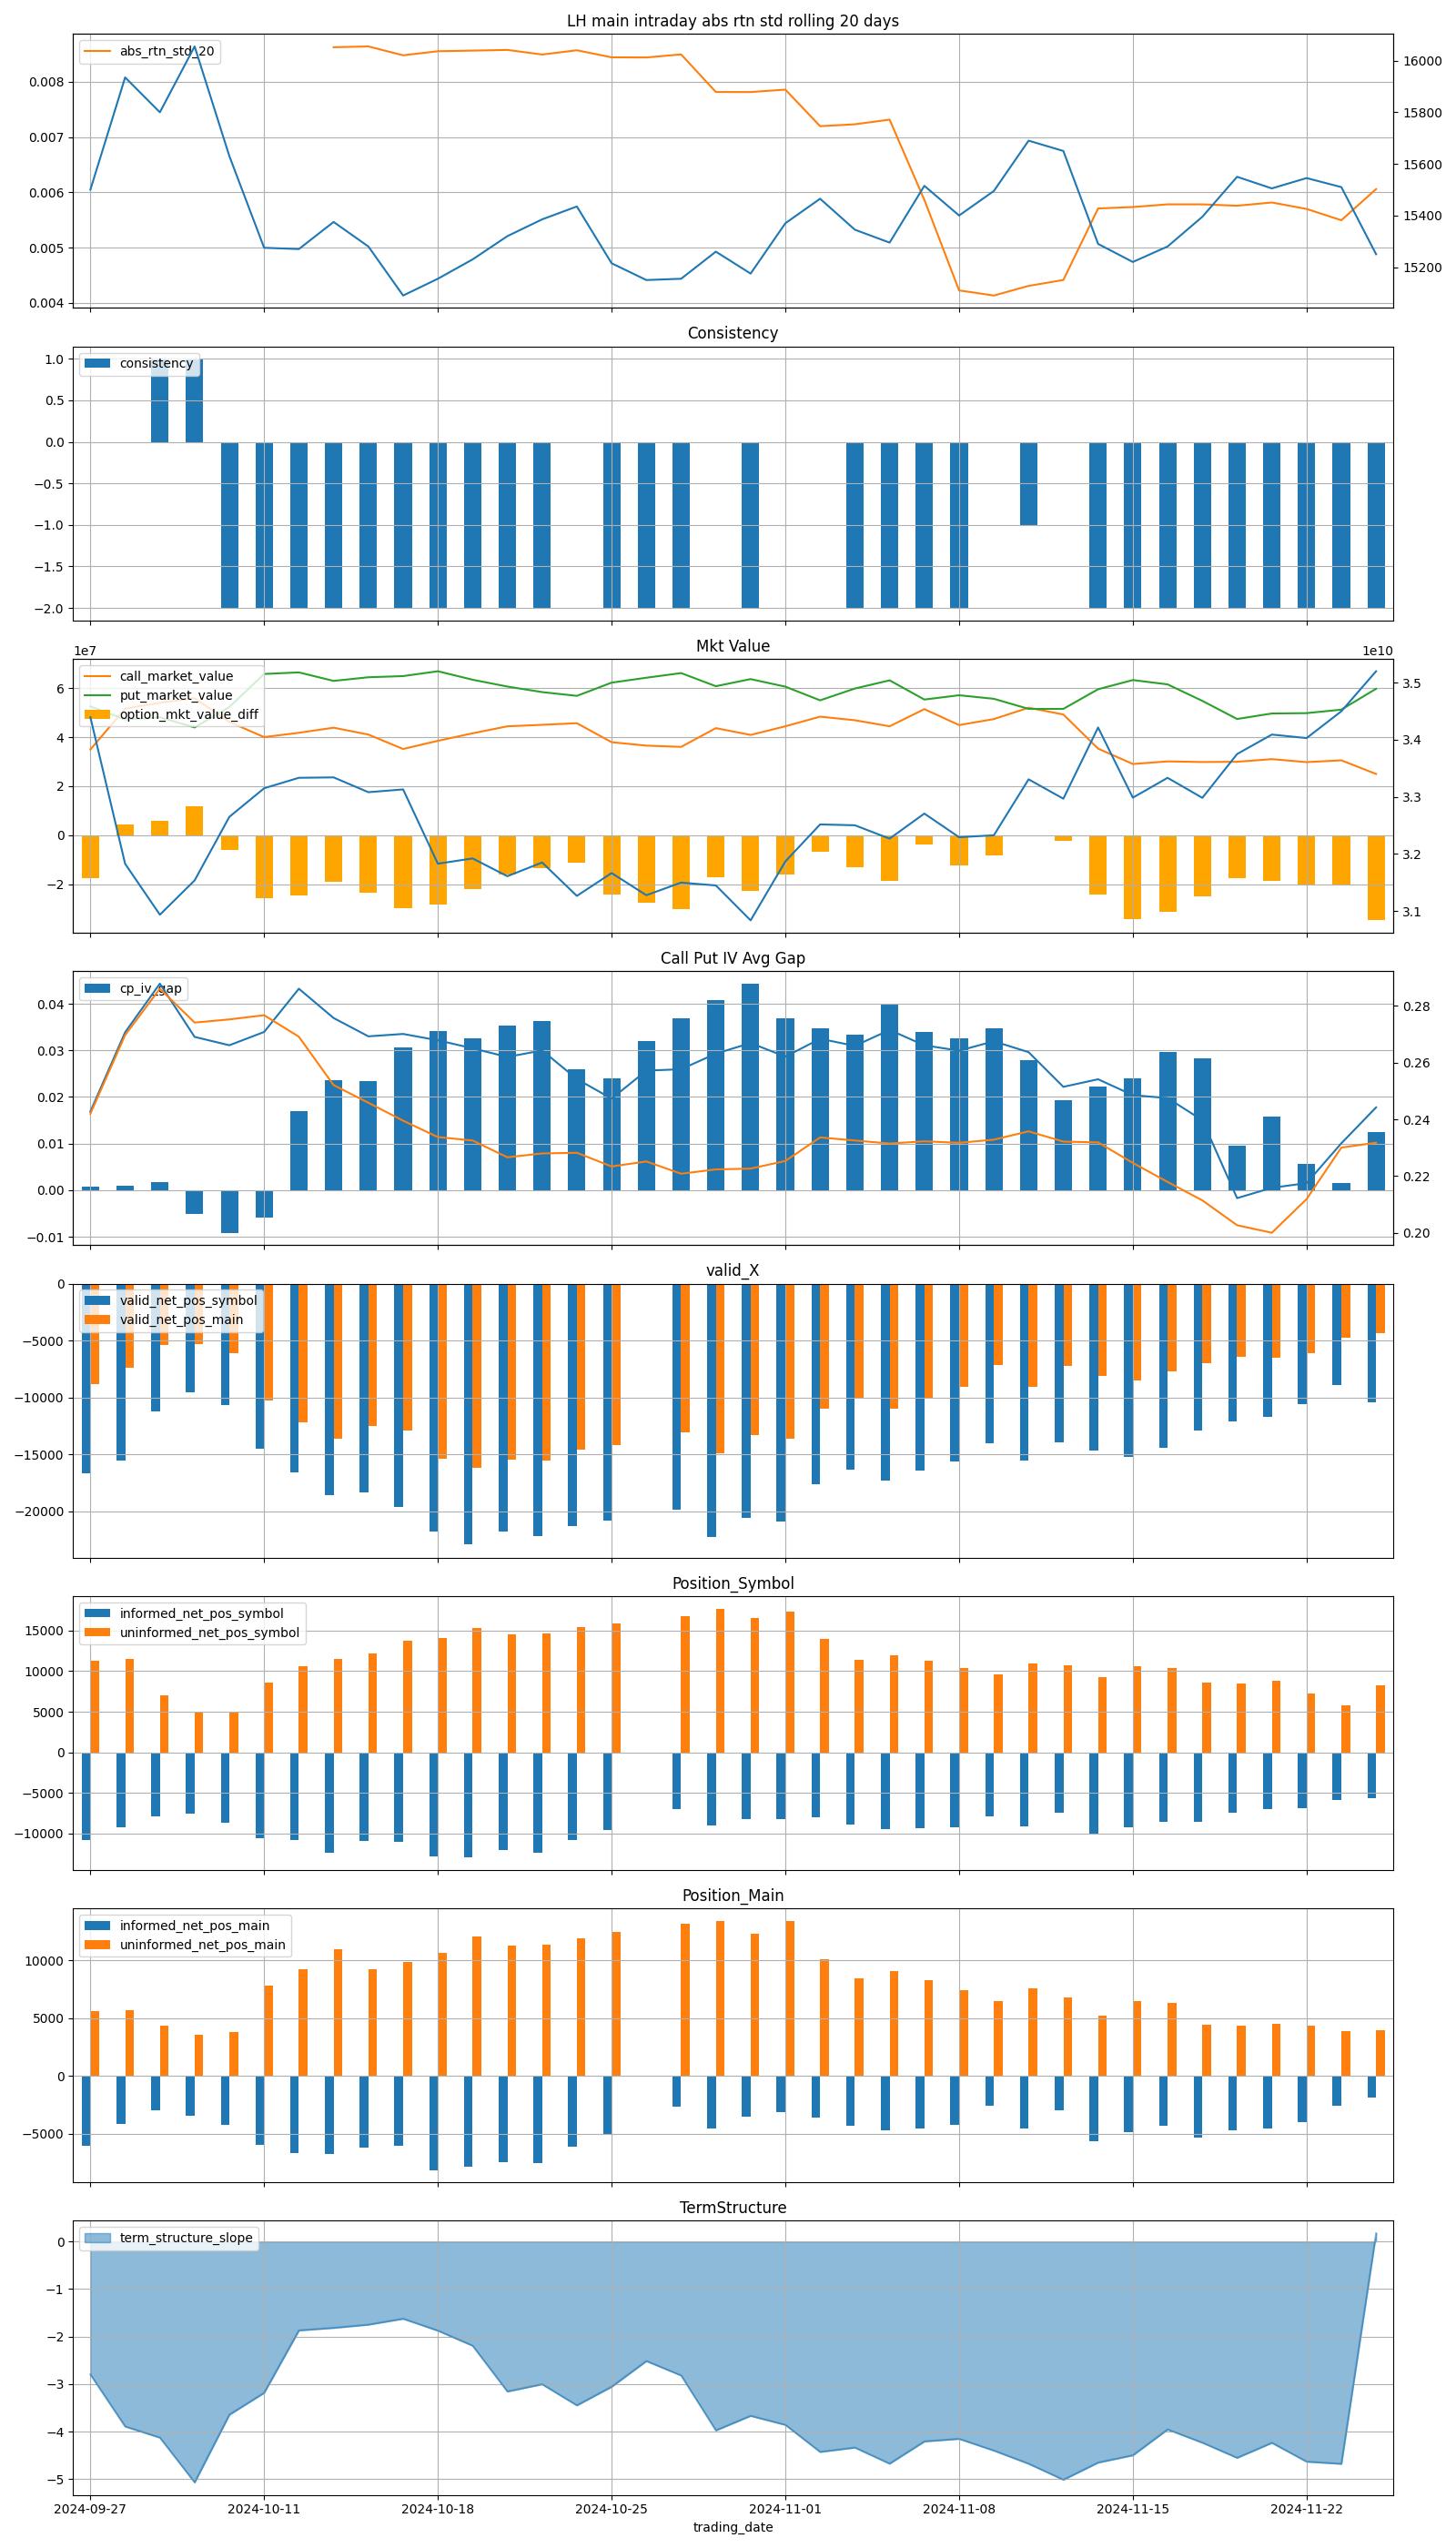 LH main intraday abs rtn std rolling 20 days
abs_rtn_std_20
0.008
0.007
0.006
0.005
0.004
16000
15800
15600
15400
15200
Consistency
consistency
1.0
0.5
0.0
−0.5
−1.0
−1.5
−2.0
Mkt Value
1e7
1e10
call_market_value
put_market_value
option_mkt_value_diff
6
4
2
0
−2
3.5
3.4
3.3
3.2
3.1
Call Put IV Avg Gap
cp_iv_gap
0.04
0.03
0.02
0.01
0.00
−0.01
0.28
0.26
0.24
0.22
0.20
valid_X
valid_net_pos_symbol
valid_net_pos_main
0
−5000
−10000
−15000
−20000
Position_Symbol
informed_net_pos_symbol
uninformed_net_pos_symbol
15000
10000
5000
0
−5000
−10000
Position_Main
informed_net_pos_main
uninformed_net_pos_main
10000
5000
0
−5000
TermStructure
term_structure_slope
0
−1
−2
−3
−4
−5
2024-09-27 2024-10-11 2024-10-18 2024-10-25 2024-11-01 2024-11-08 2024-11-15 2024-11-22
trading_date